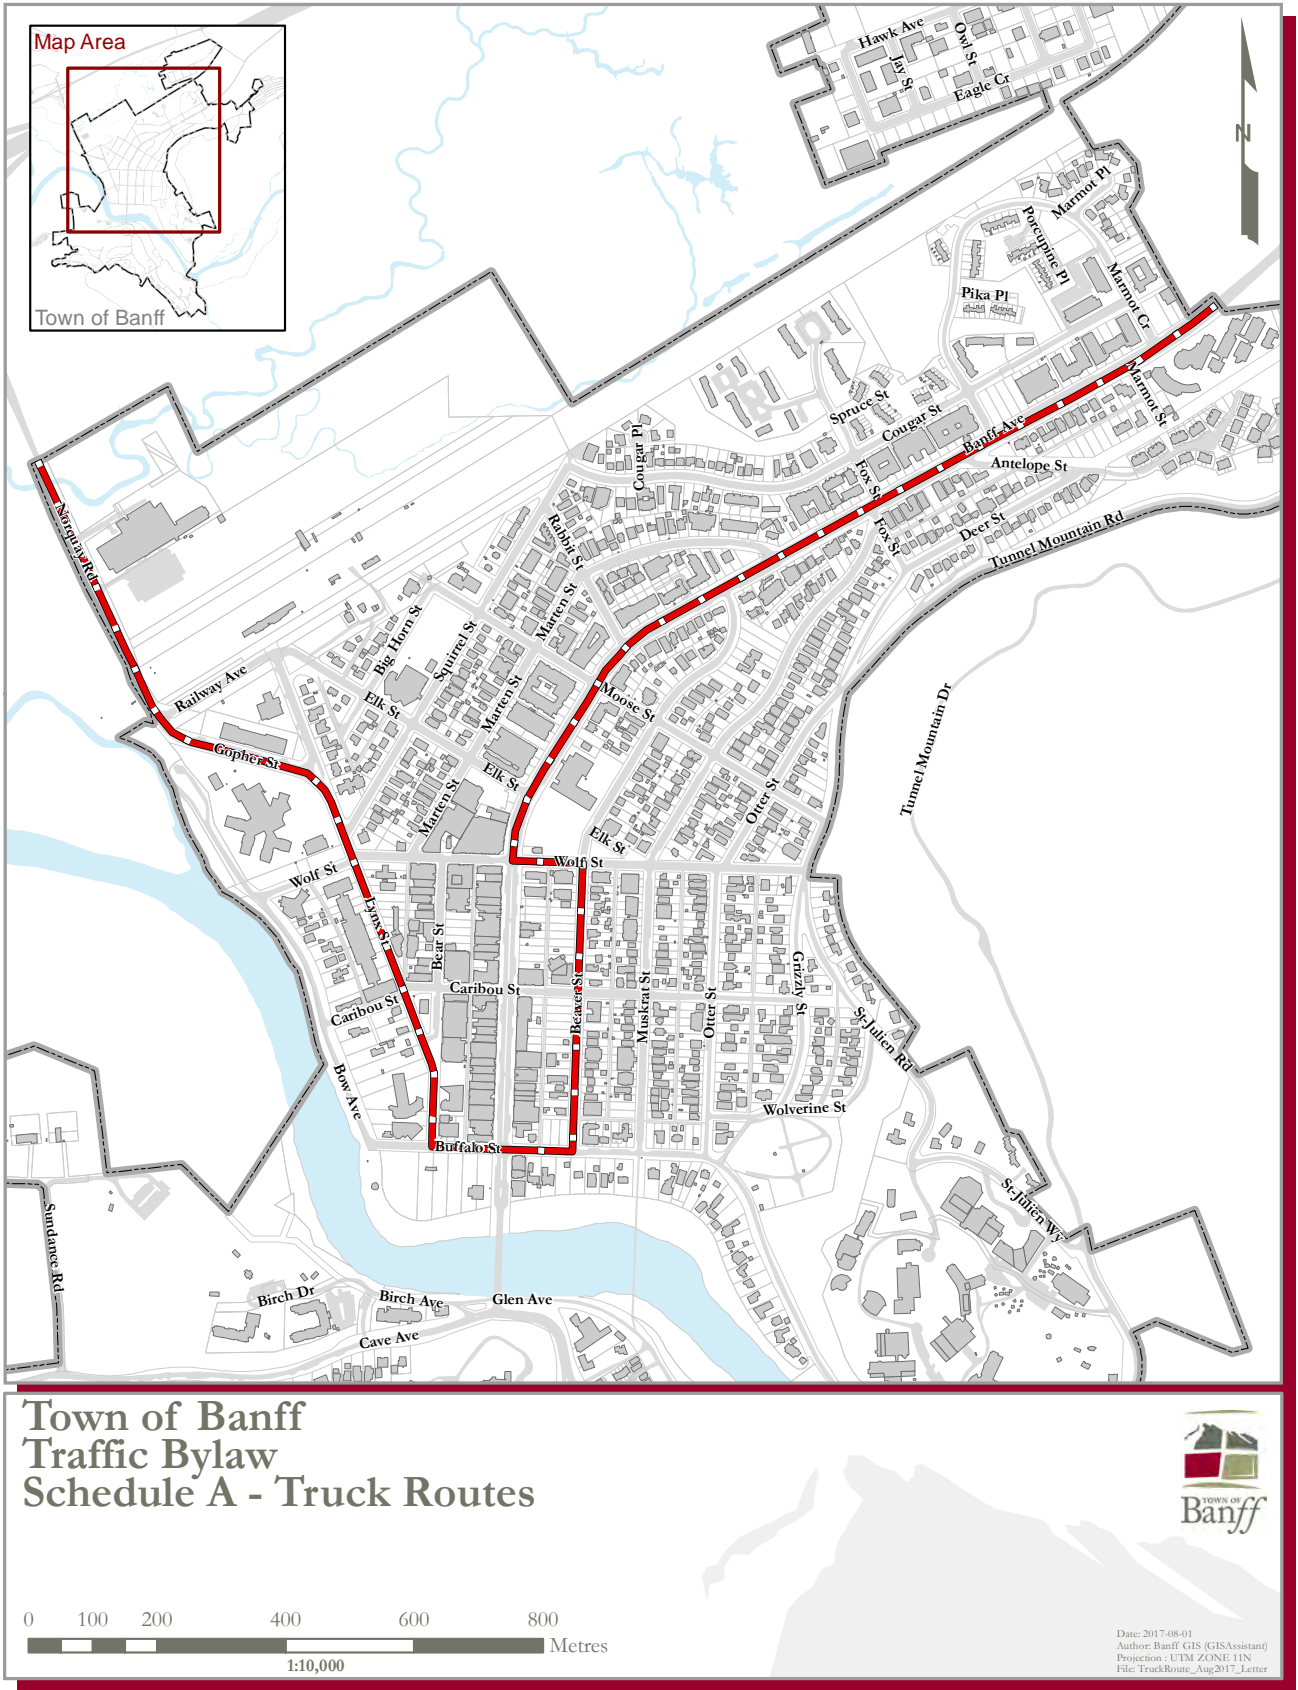 Map Area
Town of Banff
Hawk Ave
Owl St
Jay St
Eagle Cr
N
Marmot Pl
Porcupine Pl
Pika Pl
Marmot Cr
Marmot St
Spruce St
Cougar St
Banff Ave
Cougar Pl
Antelope St
Fox St
Fox St
Deer St
Tunnel Mountain Rd
Norquay Rd
Rabbit St
Marten St
Big Horn St
Squirrel St
Railway Ave
Elk St
Marten St
Moose St
Tunnel Mountain Dr
Gopher St
Elk St
Marten St
Otter St
Elk St
Wolf St
Wolf St
Lynx St
Bear St
Caribou St
Caribou St
Beaver St
Muskrat St
Otter St
Grizzly St
St-Julien Rd
Bow Ave
Wolverine St
Buffalo St
St-Julien Wy
Sundance Rd
Birch Dr
Birch Ave
Glen Ave
Cave Ave
Town of Banff
Traffic Bylaw
Schedule A - Truck Routes
TOWN OF
Banff
0 100 200 400 600 800
Metres
1:10,000
Date: 2017-08-01
Author: Banff GIS (GISAssistant)
Projection : UTM ZONE 11N
File: TruckRoute_Aug2017_Letter